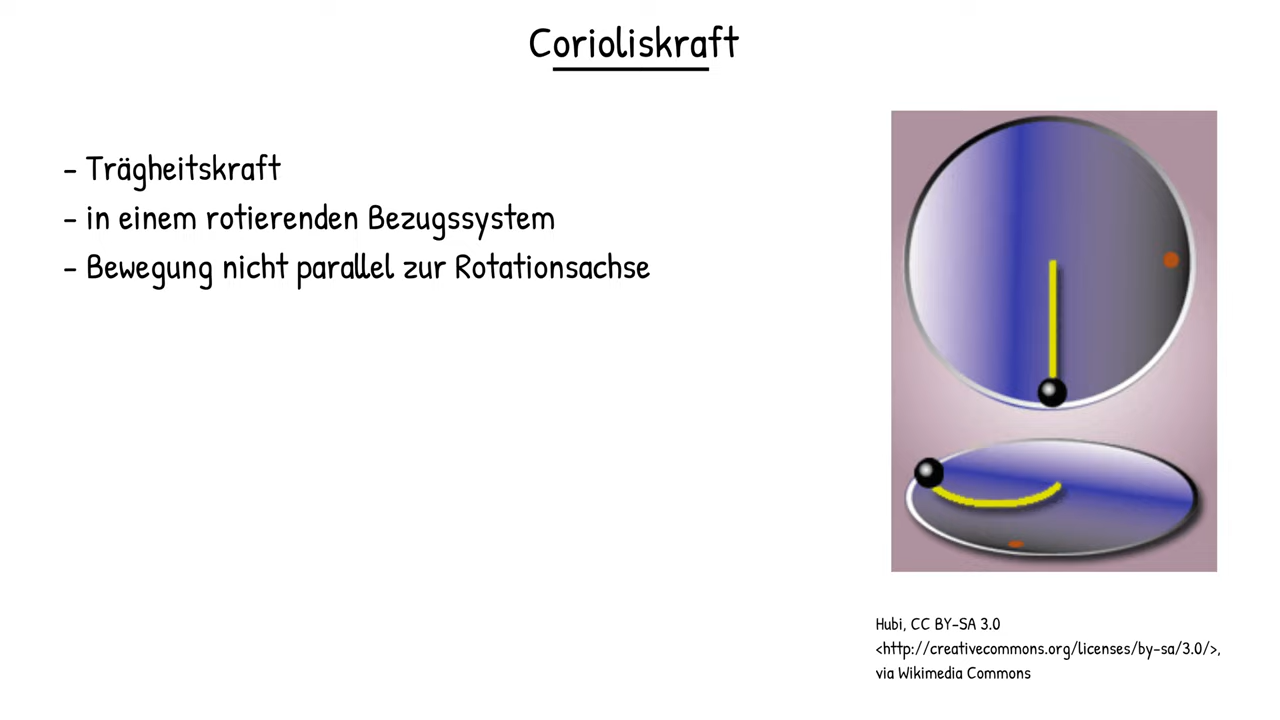 Corioliskraft
- Trägheitskraft
- in einem rotierenden Bezugssystem
- Bewegung nicht parallel zur Rotationsachse
Hubi, CC BY-SA 3.0
<http://creativecommons.org/licenses/by-sa/3.0/>,
via Wikimedia Commons